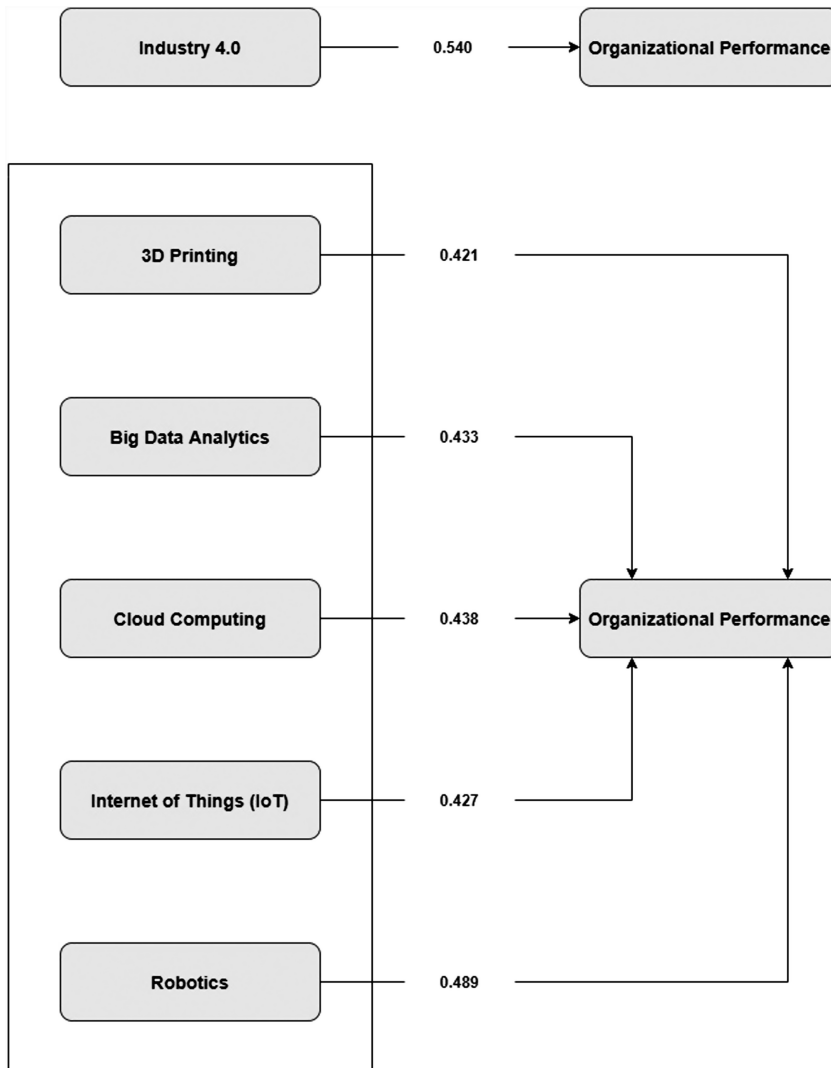 Industry 4.0
0.540
Organizational Performance
3D Printing
0.421
Big Data Analytics
0.433
Cloud Computing
0.438
Organizational Performance
Internet of Things (IoT)
0.427
Robotics
0.489